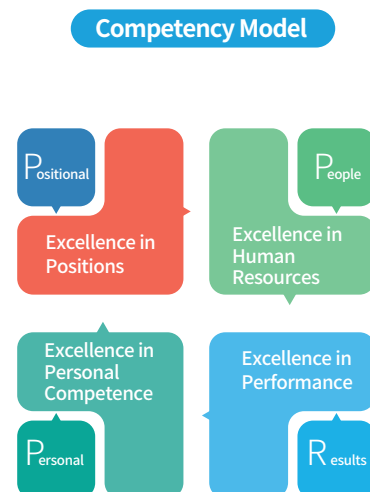 Competency Model
Positional
Excellence in
Positions
People
Excellence in
Human
Resources
Excellence in
Personal
Competence
Personal
Excellence in
Performance
R esults